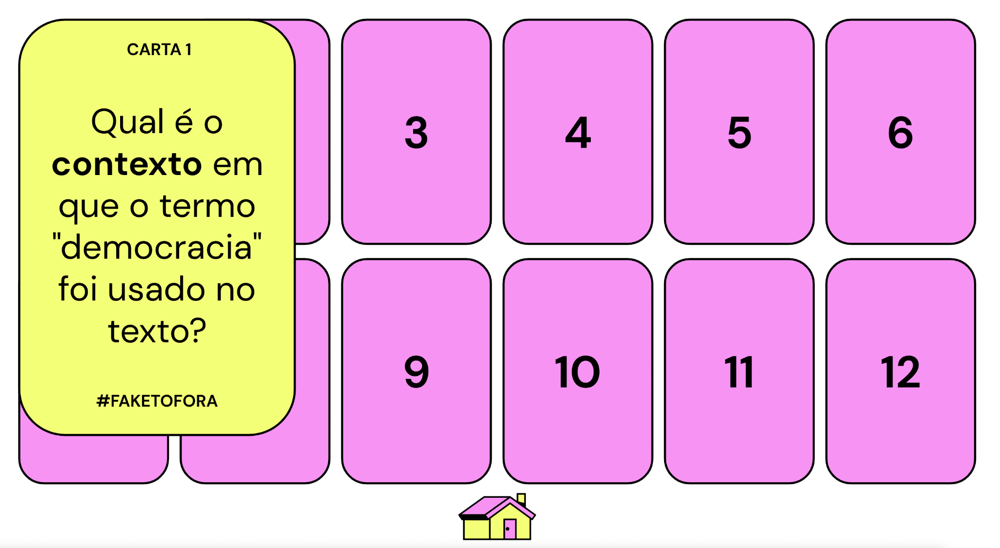 CARTA 1
Qual é o
contexto em
que o termo
"democracia"
foi usado no
texto?
#FAKETOFORA
3
4
5
6
9
10
11
12